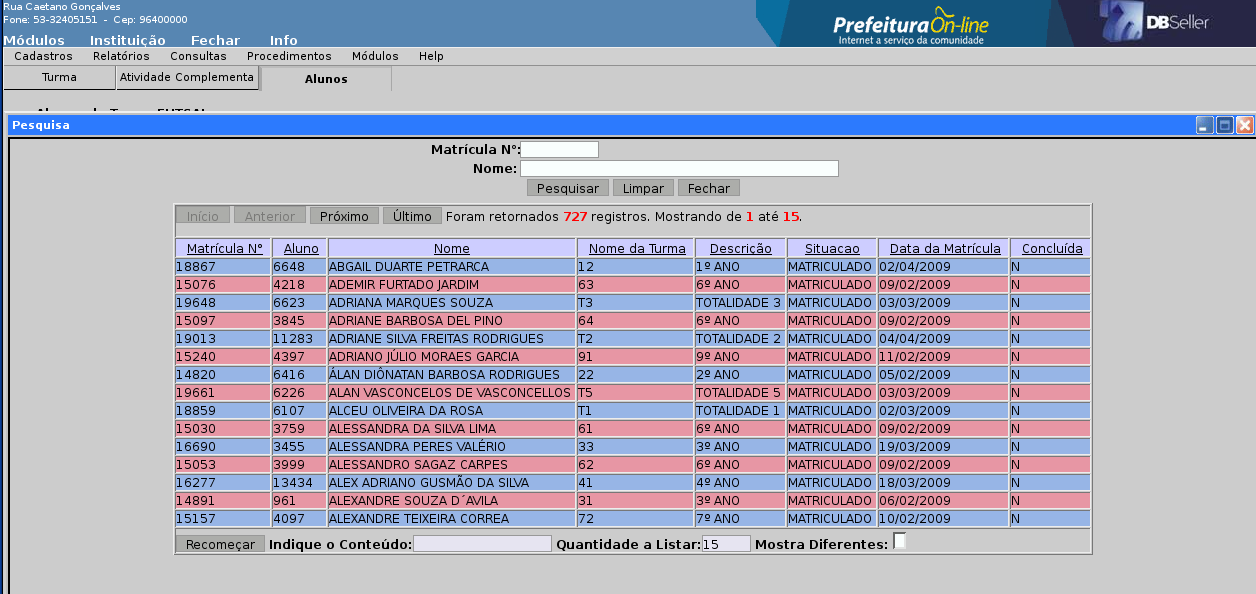 Rua Caetano Gonçalves
Fone: 53-32405151 - Cep: 96400000
Prefeitura On-line
Internet a serviço da comunidade
DBSeller
Módulos Instituição Fechar Info
Cadastros Relatórios Consultas Procedimentos Módulos Help
Turma Atividade Complementa Alunos
Pesquisa
Matrícula N°:
Nome:
Pesquisar Limpar Fechar
Início Anterior Próximo Último Foram retornados 727 registros. Mostrando de 1 até 15.
Matrícula N° Aluno Nome Nome da Turma Descrição Situacao Data da Matrícula Concluída
18867 6648 ABGAIL DUARTE PETRARCA 12 1º ANO MATRICULADO 02/04/2009 N
15076 4218 ADEMIR FURTADO JARDIM 63 6º ANO MATRICULADO 09/02/2009 N
19648 6623 ADRIANA MARQUES SOUZA T3 TOTALIDADE 3 MATRICULADO 03/03/2009 N
15097 3845 ADRIANE BARBOSA DEL PINO 64 6º ANO MATRICULADO 09/02/2009 N
19013 11283 ADRIANE SILVA FREITAS RODRIGUES T2 TOTALIDADE 2 MATRICULADO 04/04/2009 N
15240 4397 ADRIANO JÚLIO MORAES GARCIA 91 9º ANO MATRICULADO 11/02/2009 N
14820 6416 ÁLAN DIÔNATAN BARBOSA RODRIGUES 22 2º ANO MATRICULADO 05/02/2009 N
19661 6226 ALAN VASCONCELOS DE VASCONCELLOS T5 TOTALIDADE 5 MATRICULADO 03/03/2009 N
18859 6107 ALCEU OLIVEIRA DA ROSA T1 TOTALIDADE 1 MATRICULADO 02/03/2009 N
15030 3759 ALESSANDRA DA SILVA LIMA 61 6º ANO MATRICULADO 09/02/2009 N
16690 3455 ALESSANDRA PERES VALÉRIO 33 3º ANO MATRICULADO 19/03/2009 N
15053 3999 ALESSANDRO SAGAZ CARPES 62 6º ANO MATRICULADO 09/02/2009 N
16277 13434 ALEX ADRIANO GUSMÃO DA SILVA 41 4º ANO MATRICULADO 18/03/2009 N
14891 961 ALEXANDRE SOUZA D´AVILA 31 3º ANO MATRICULADO 06/02/2009 N
15157 4097 ALEXANDRE TEIXEIRA CORREA 72 7º ANO MATRICULADO 10/02/2009 N
Recomeçar Indique o Conteúdo: Quantidade a Listar: 15 Mostra Diferentes: